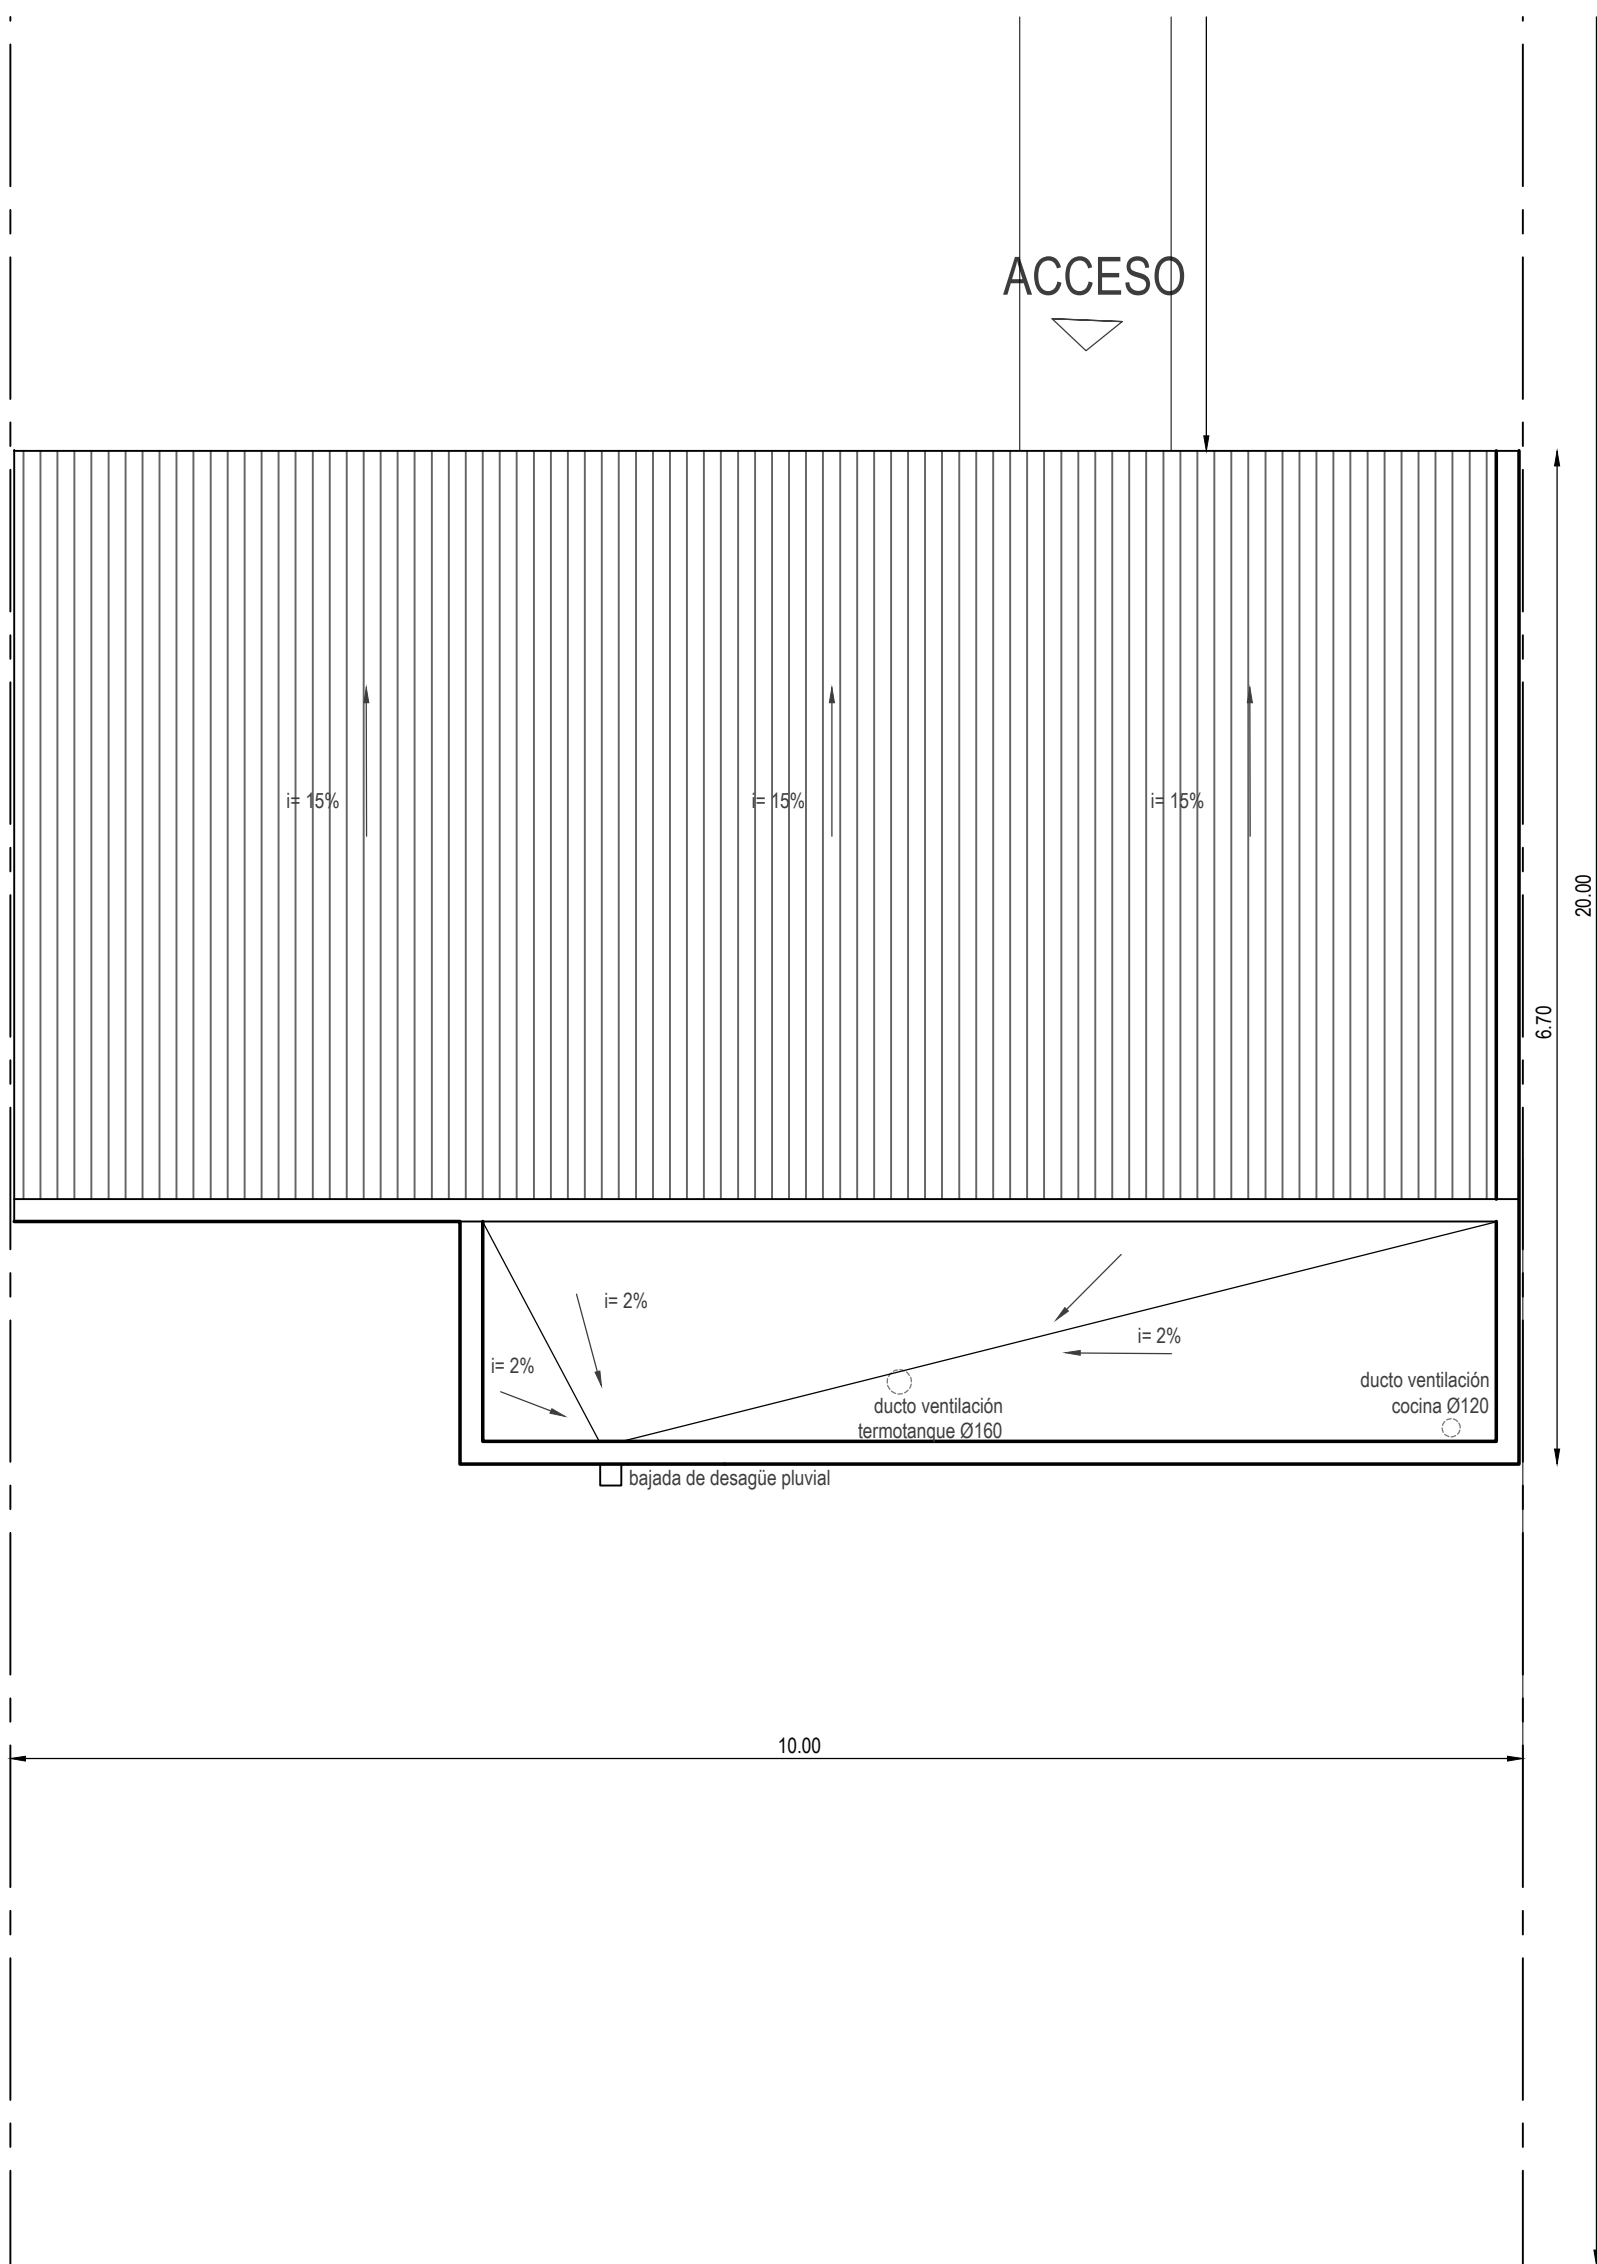 ACCESO
i= 15%
i= 15%
i= 15%
20.00
6.70
i= 2%
i= 2%
i= 2%
ducto ventilación
termotanque Ø160
ducto ventilación
cocina Ø120
bajada de desagüe pluvial
10.00